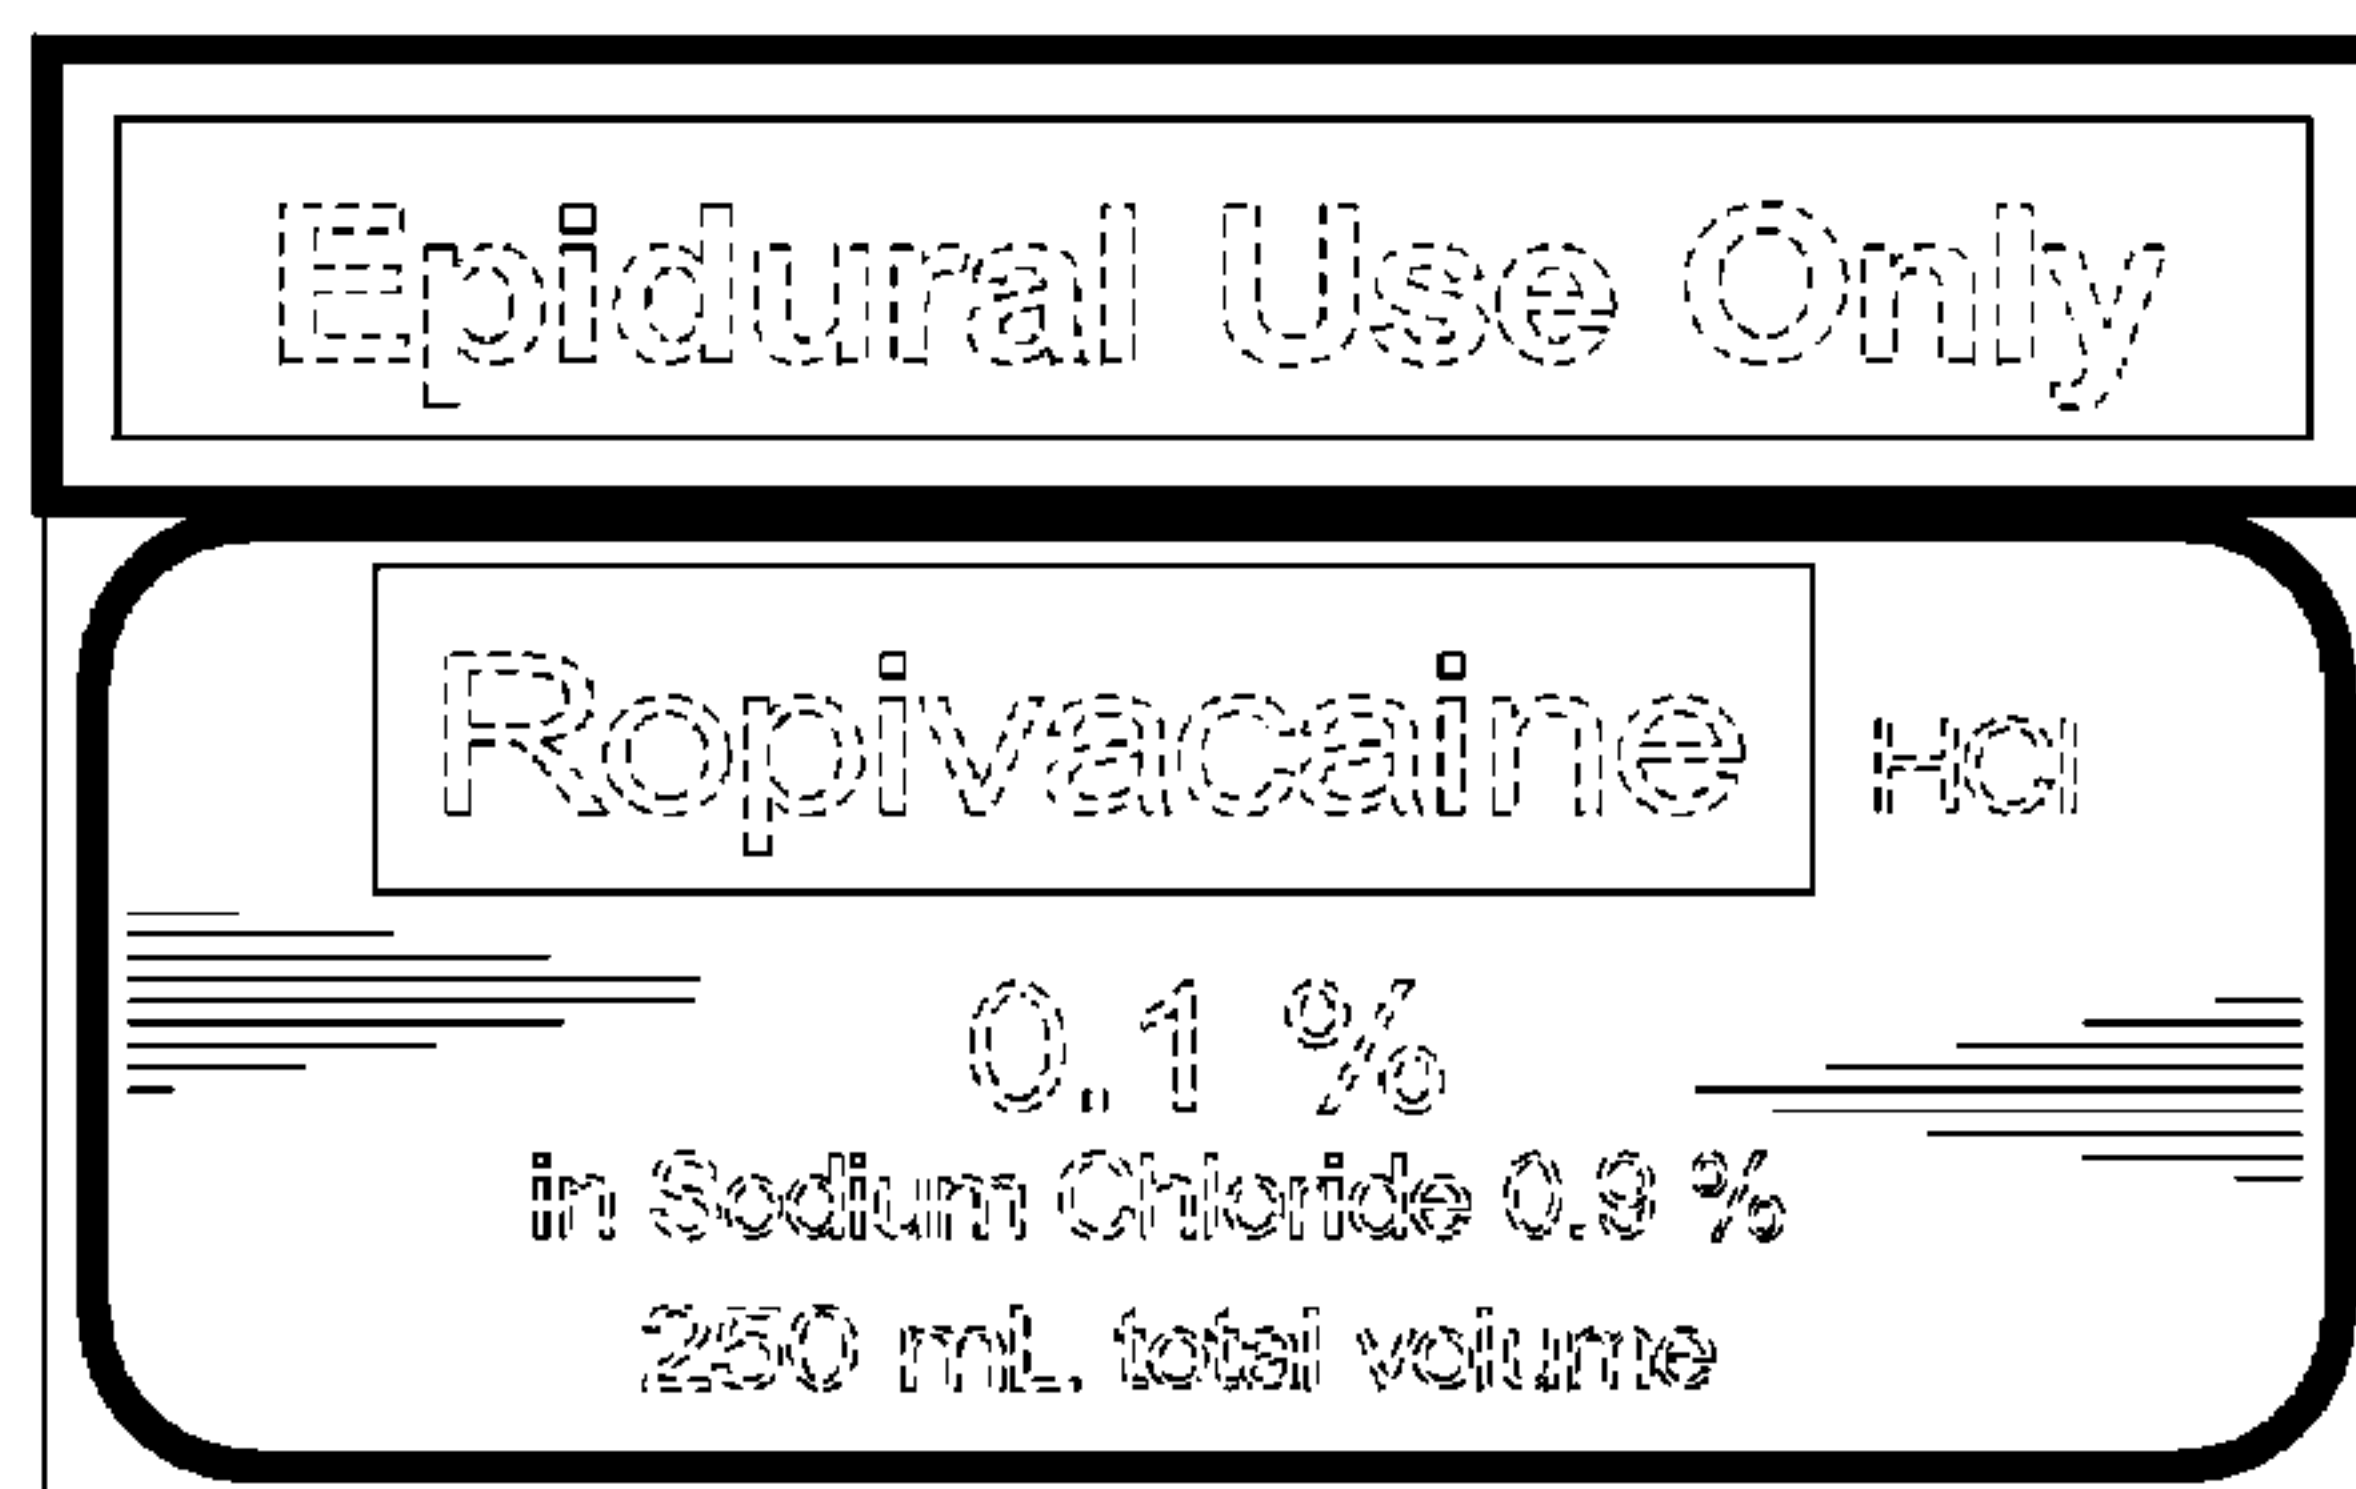 Epidural Use Only
Ropivacaine HCl
0.1 %
in Sodium Chloride 0.9 %
250 mL total volume